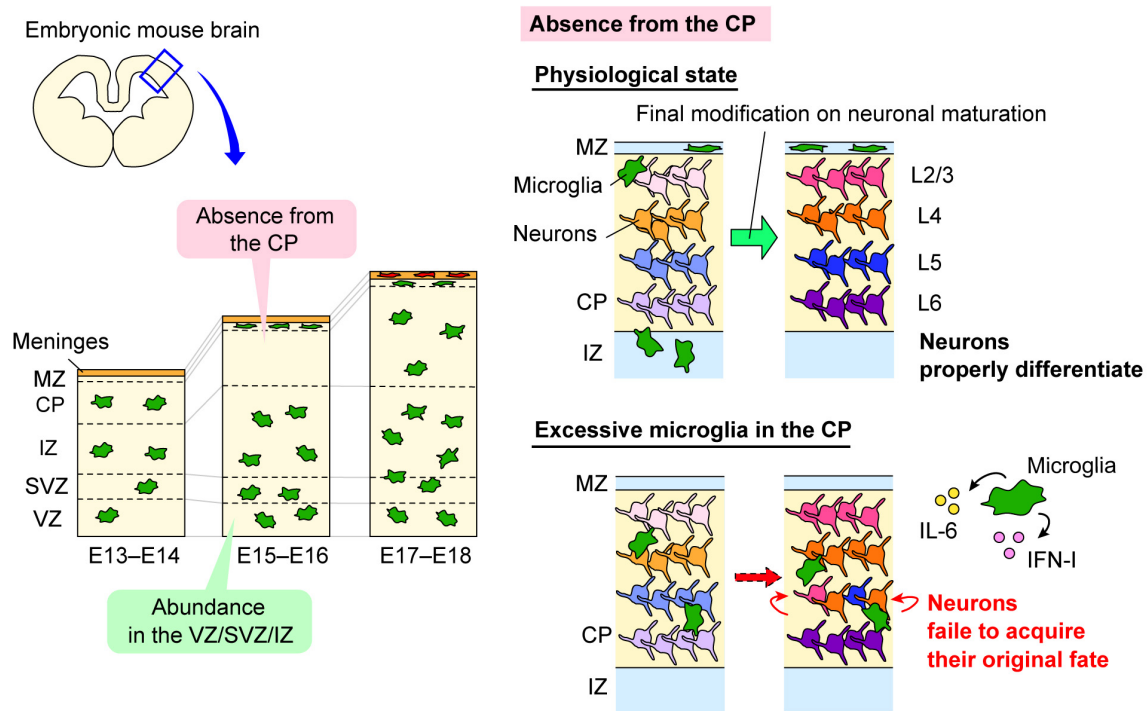 Embryonic mouse brain
Absence from
the CP
Meninges
MZ
CP
IZ
SVZ
VZ
E13–E14
E15–E16
E17–E18
Abundance
in the VZ/SVZ/IZ
Absence from the CP
Physiological state
Final modification on neuronal maturation
MZ
Microglia
Neurons
CP
IZ
L2/3
L4
L5
L6
Neurons
properly differentiate
Excessive microglia in the CP
MZ
CP
IZ
Microglia
IL-6
IFN-I
Neurons
faile to acquire
their original fate